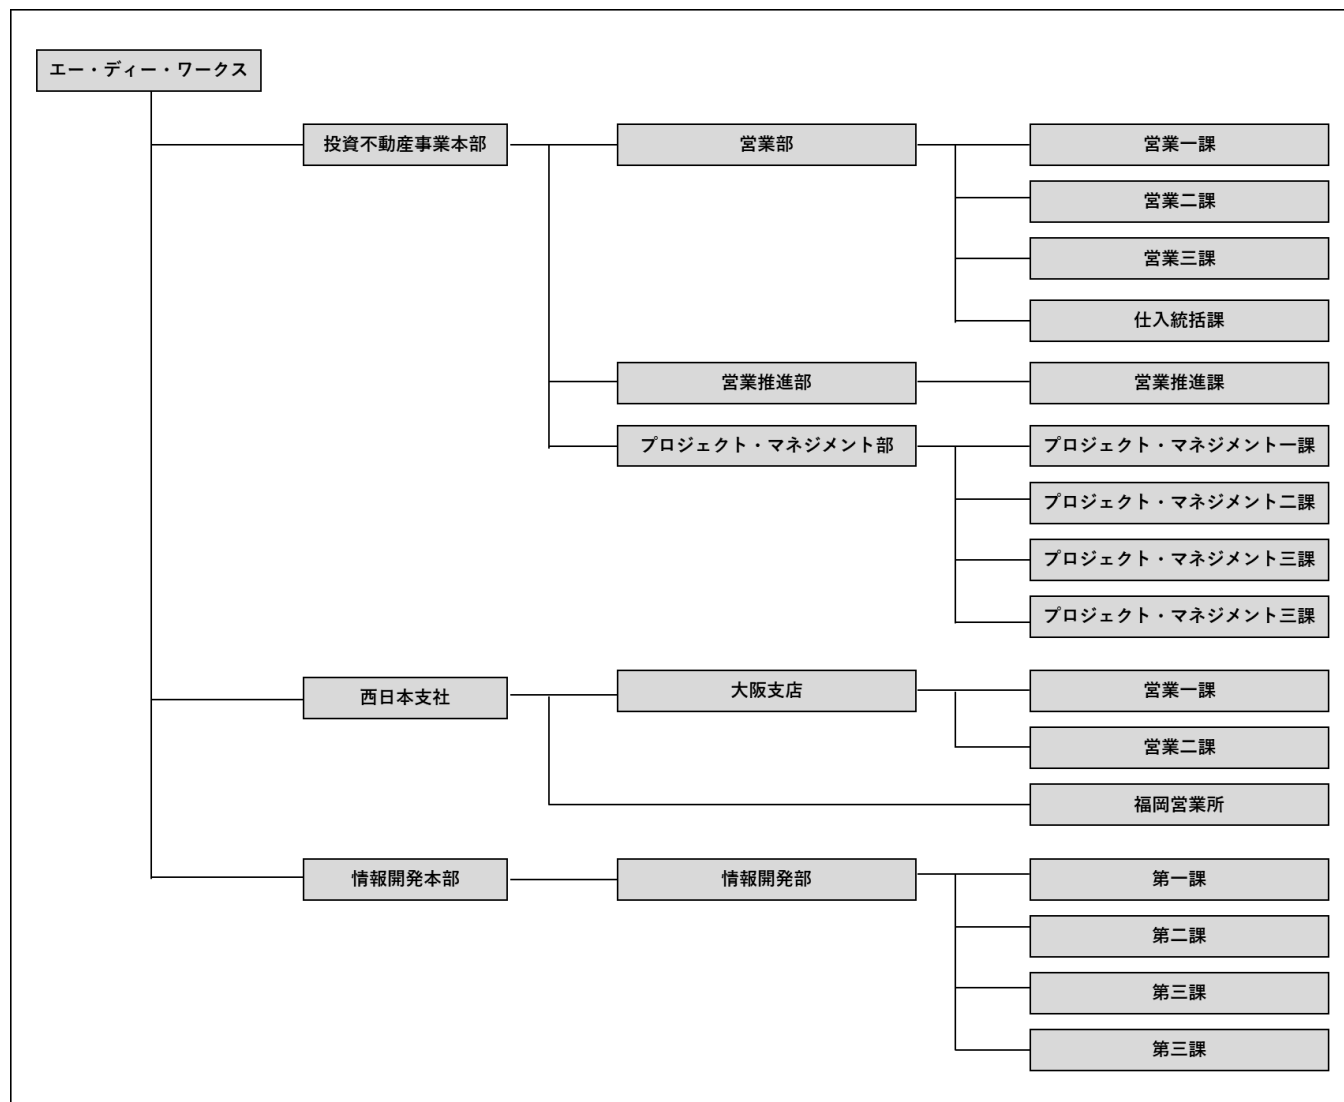 エー・ディー・ワークス
投資不動産事業本部
営業部
営業一課
営業二課
営業三課
仕入統括課
営業推進部
営業推進課
プロジェクト・マネジメント部
プロジェクト・マネジメント一課
プロジェクト・マネジメント二課
プロジェクト・マネジメント三課
プロジェクト・マネジメント三課
西日本支社
大阪支店
営業一課
営業二課
福岡営業所
情報開発本部
情報開発部
第一課
第二課
第三課
第三課